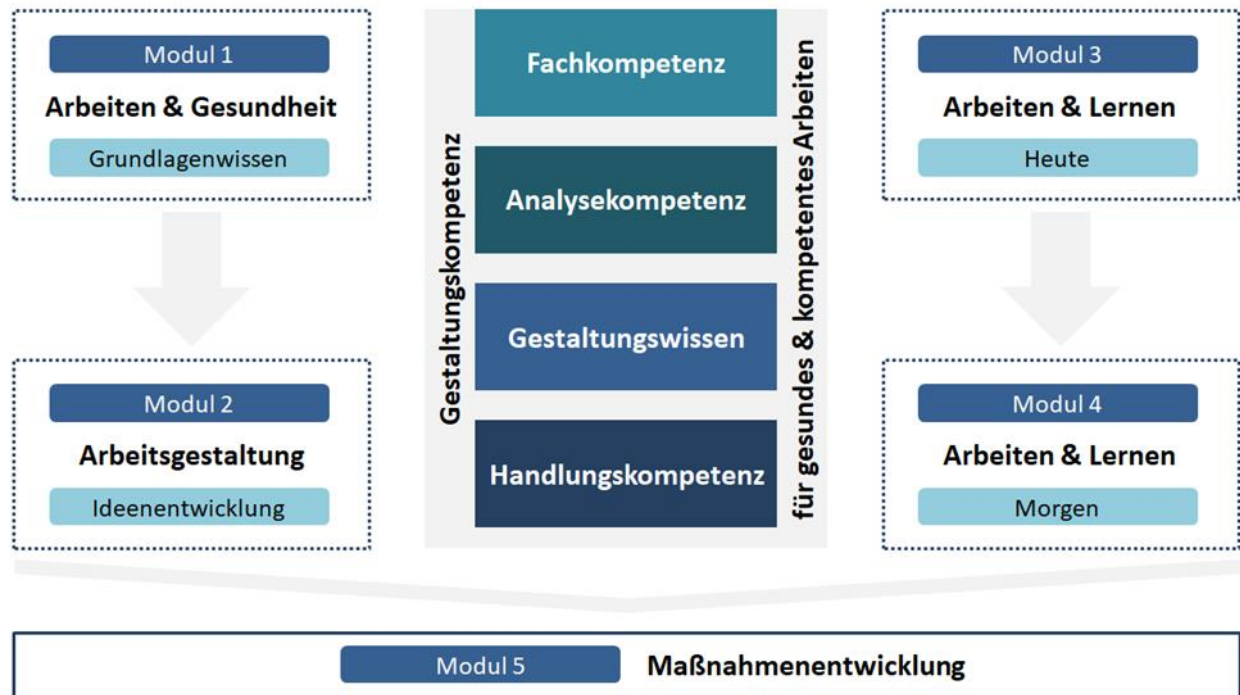 Modul 1
Arbeiten & Gesundheit
Grundlagenwissen
Modul 2
Arbeitsgestaltung
Ideenentwicklung
Gestaltungskompetenz
Fachkompetenz
Analysekompetenz
Gestaltungswissen
Handlungskompetenz
für gesundes & kompetentes Arbeiten
Modul 3
Arbeiten & Lernen
Heute
Modul 4
Arbeiten & Lernen
Morgen
Modul 5
Maßnahmenentwicklung